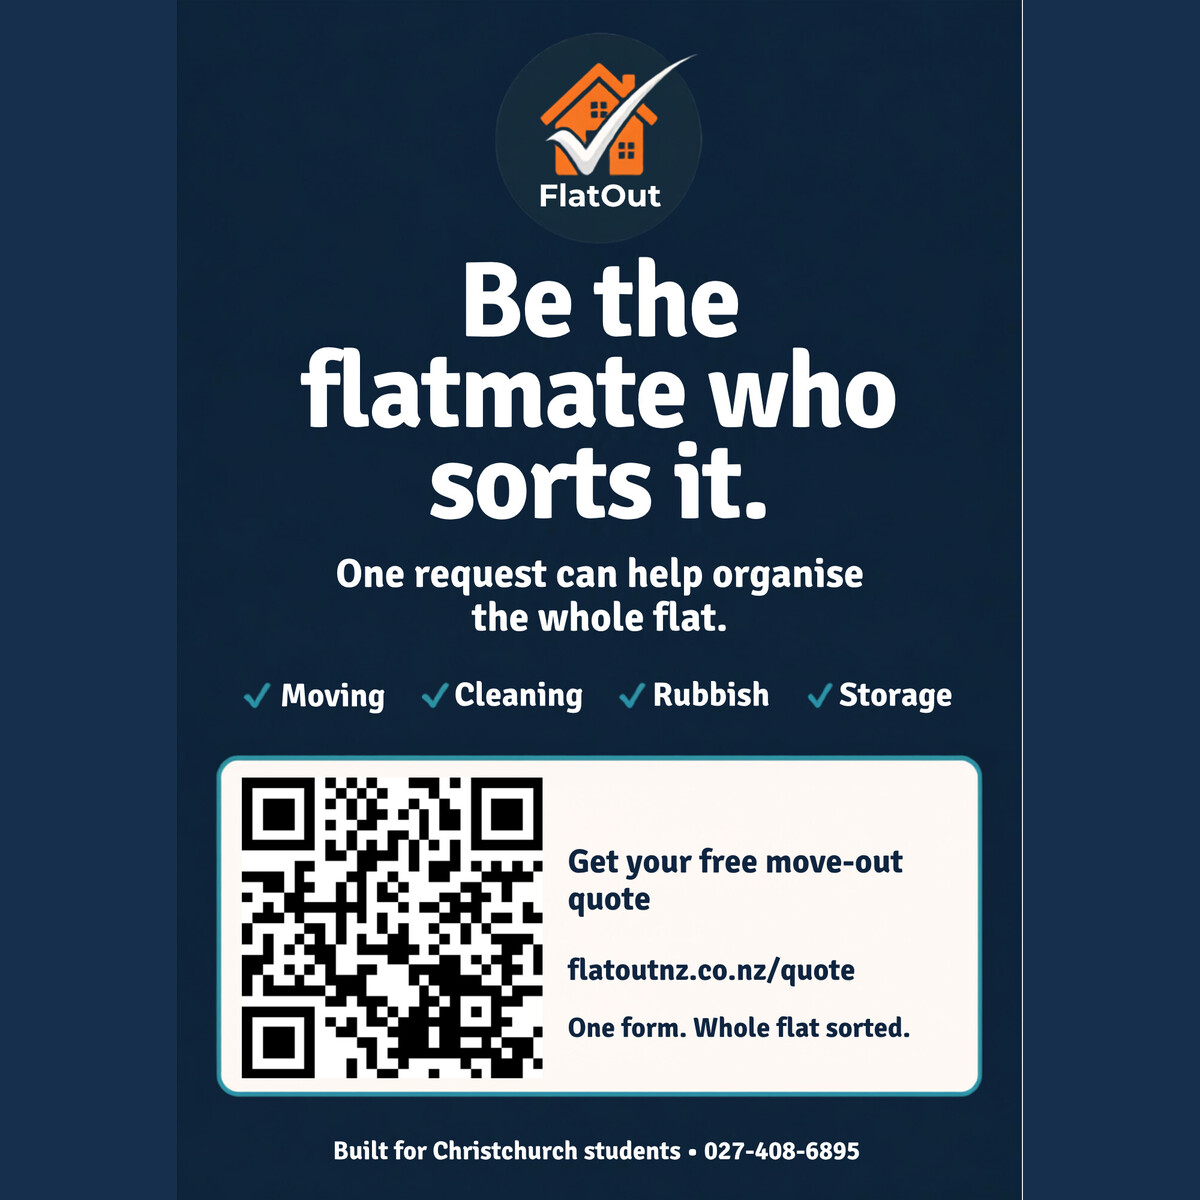 FlatOut
Be the
flatmate who
sorts it.
One request can help organise
the whole flat.
Moving
Cleaning
Rubbish
Storage
Get your free move-out
quote
flatoutnz.co.nz/quote
One form. Whole flat sorted.
Built for Christchurch students • 027-408-6895